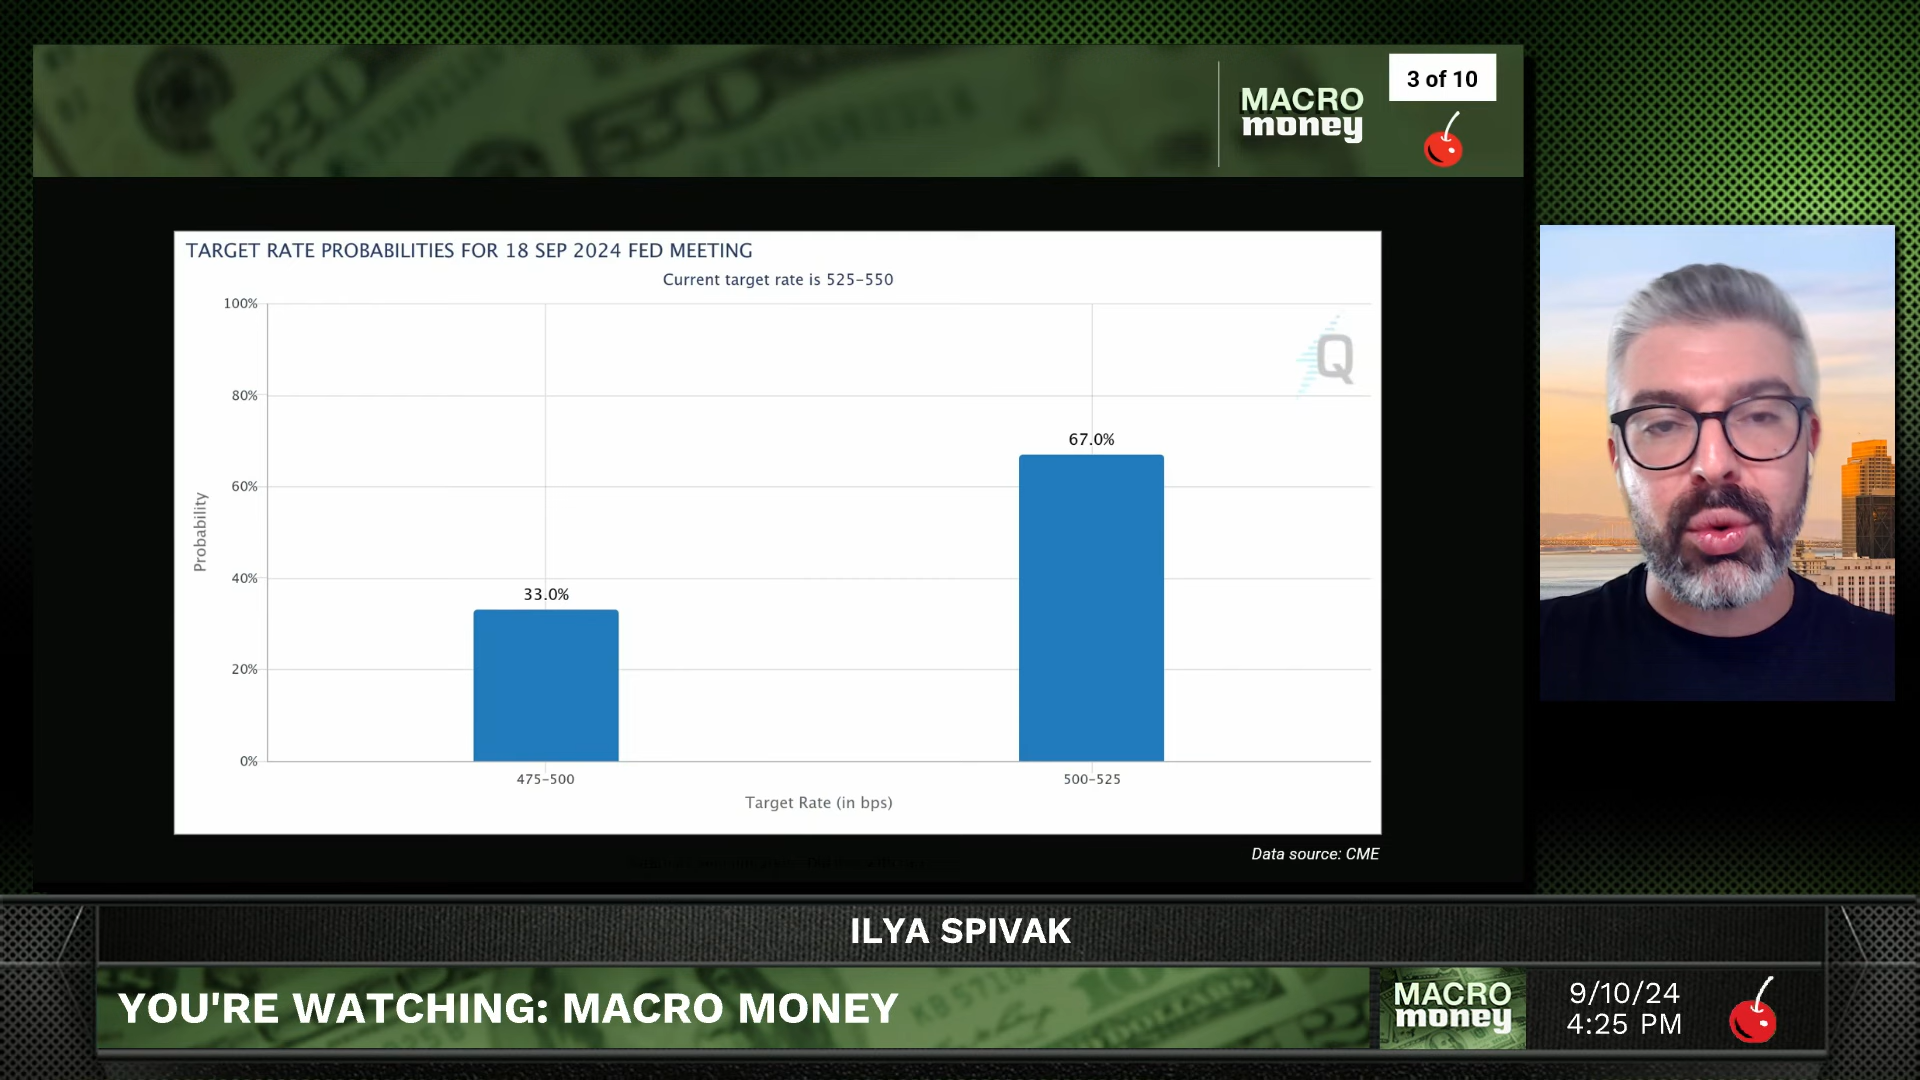 MACRO
money
3 of 10
TARGET RATE PROBABILITIES FOR 18 SEP 2024 FED MEETING
Current target rate is 525–550
100%
80%
60%
40%
20%
0%
Probability
Q
33.0%
67.0%
475–500
500–525
Target Rate (in bps)
Data source: CME
ILYA SPIVAK
YOU'RE WATCHING: MACRO MONEY
MACRO
money
9/10/24
4:25 PM